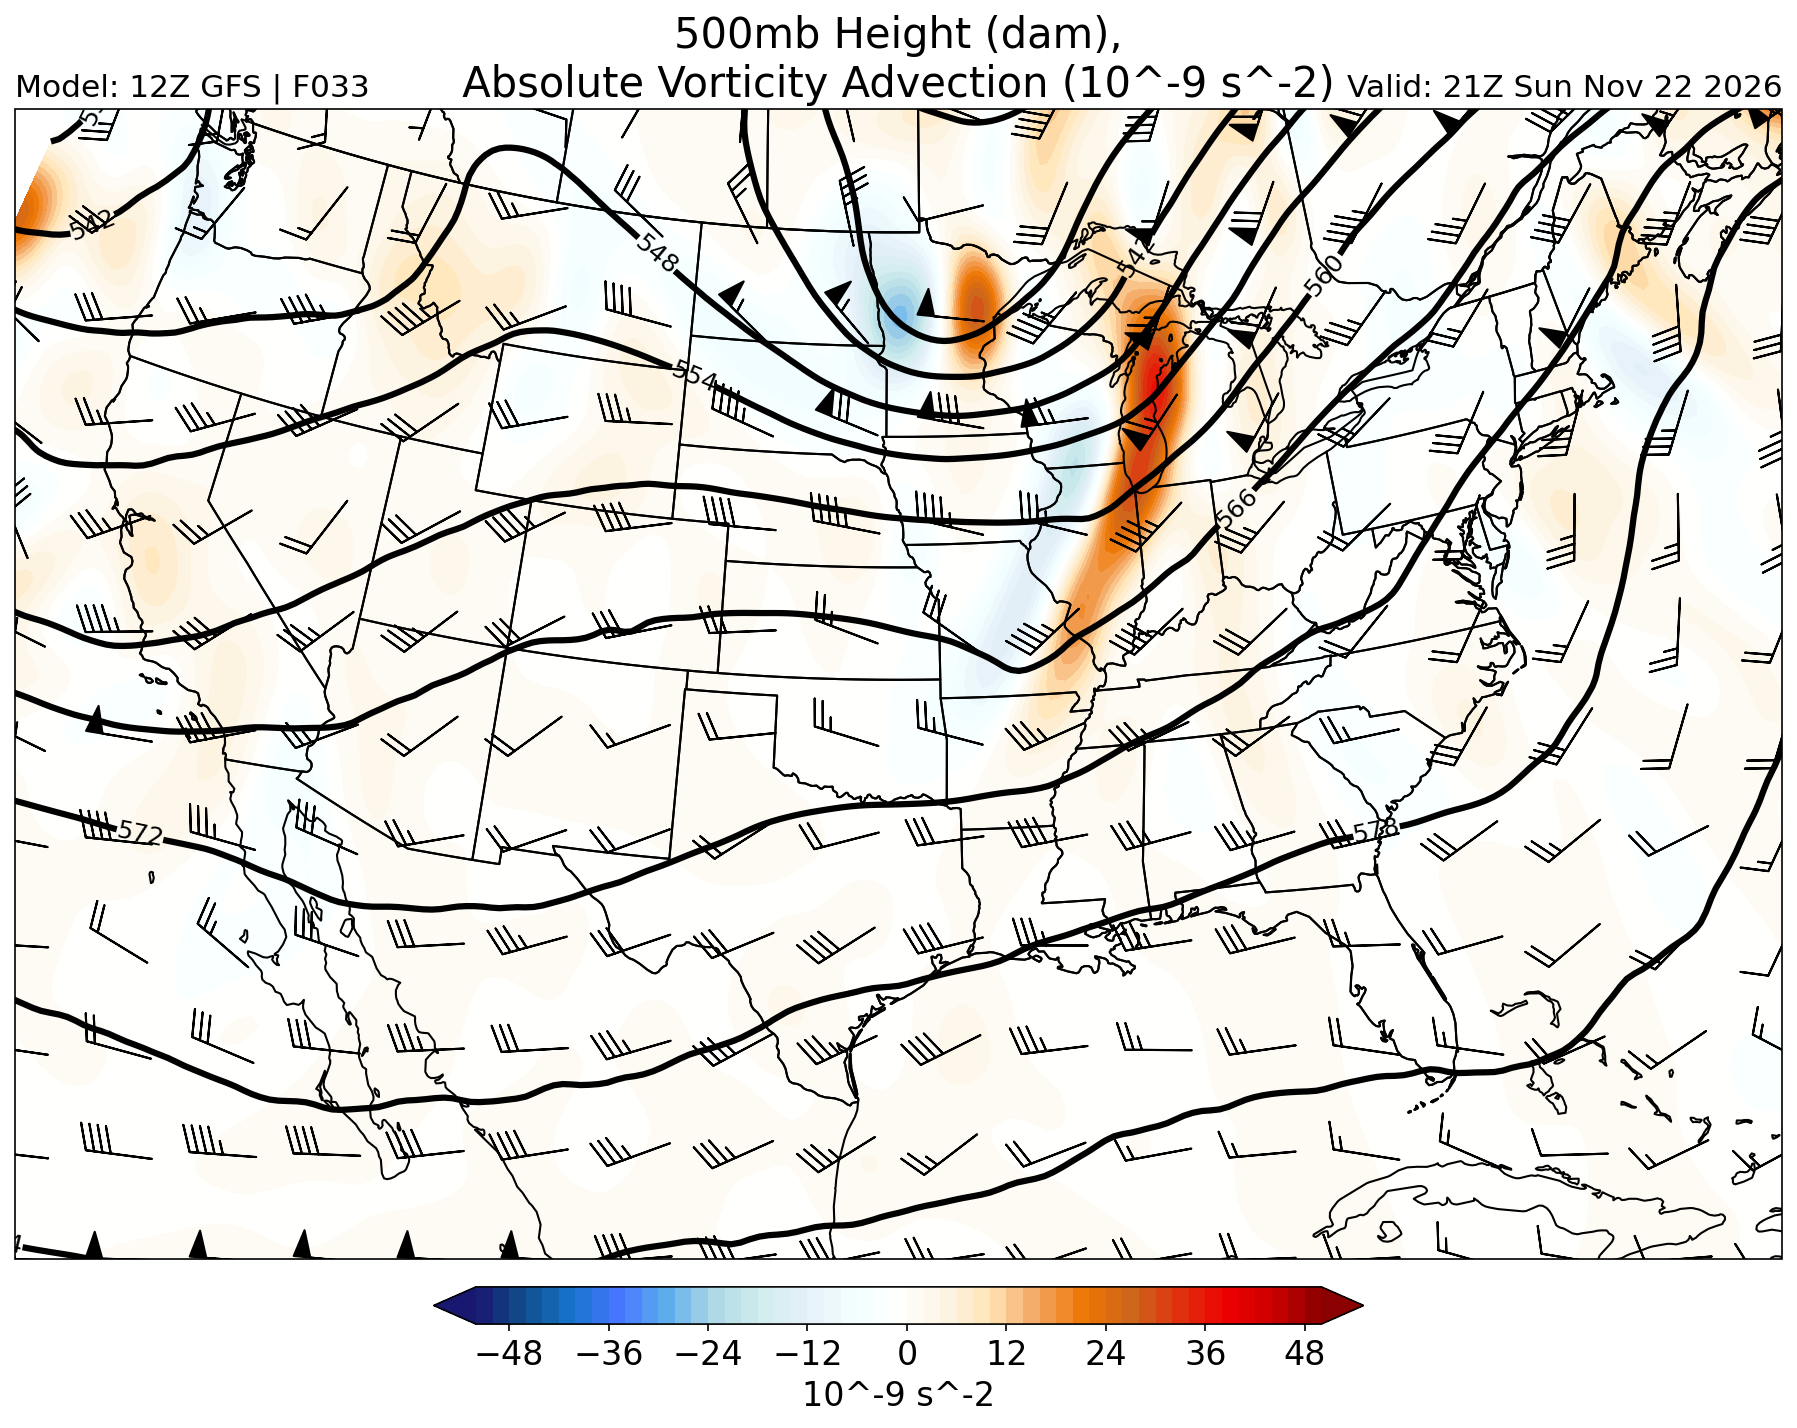 500mb Height (dam),
Model: 12Z GFS | F033
Absolute Vorticity Advection (10^-9 s^-2)
Valid: 21Z Sun Nov 22 2026
542
548
542
560
554
566
572
578
−48 −36 −24 −12 0 12 24 36 48
10^-9 s^-2